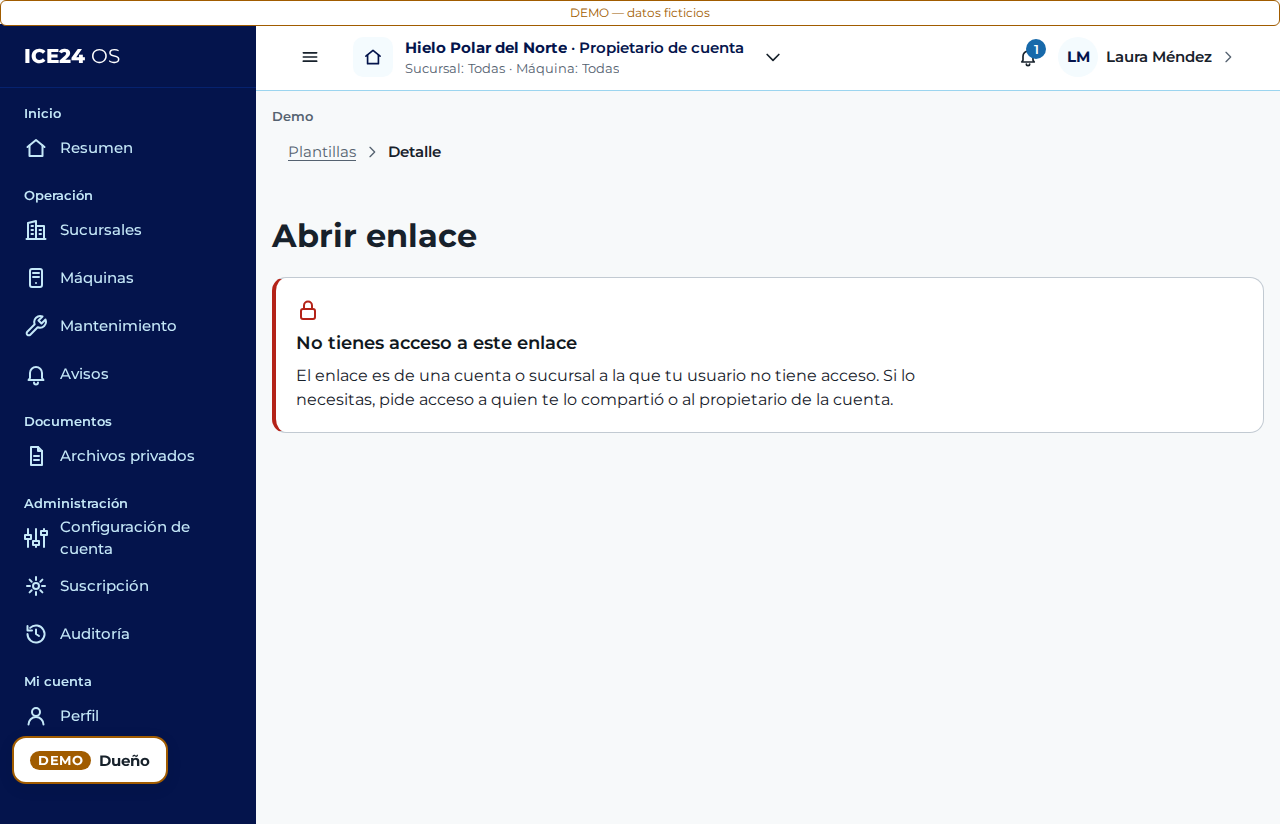 DEMO — datos ficticios
ICE24 OS
Inicio
Resumen
Operación
Sucursales
Máquinas
Mantenimiento
Avisos
Documentos
Archivos privados
Administración
Configuración de
cuenta
Suscripción
Auditoría
Mi cuenta
Perfil
DEMO Dueño
Hielo Polar del Norte · Propietario de cuenta
Sucursal: Todas · Máquina: Todas
1
LM Laura Méndez
Demo
Plantillas > Detalle
Abrir enlace
No tienes acceso a este enlace
El enlace es de una cuenta o sucursal a la que tu usuario no tiene acceso. Si lo
necesitas, pide acceso a quien te lo compartió o al propietario de la cuenta.